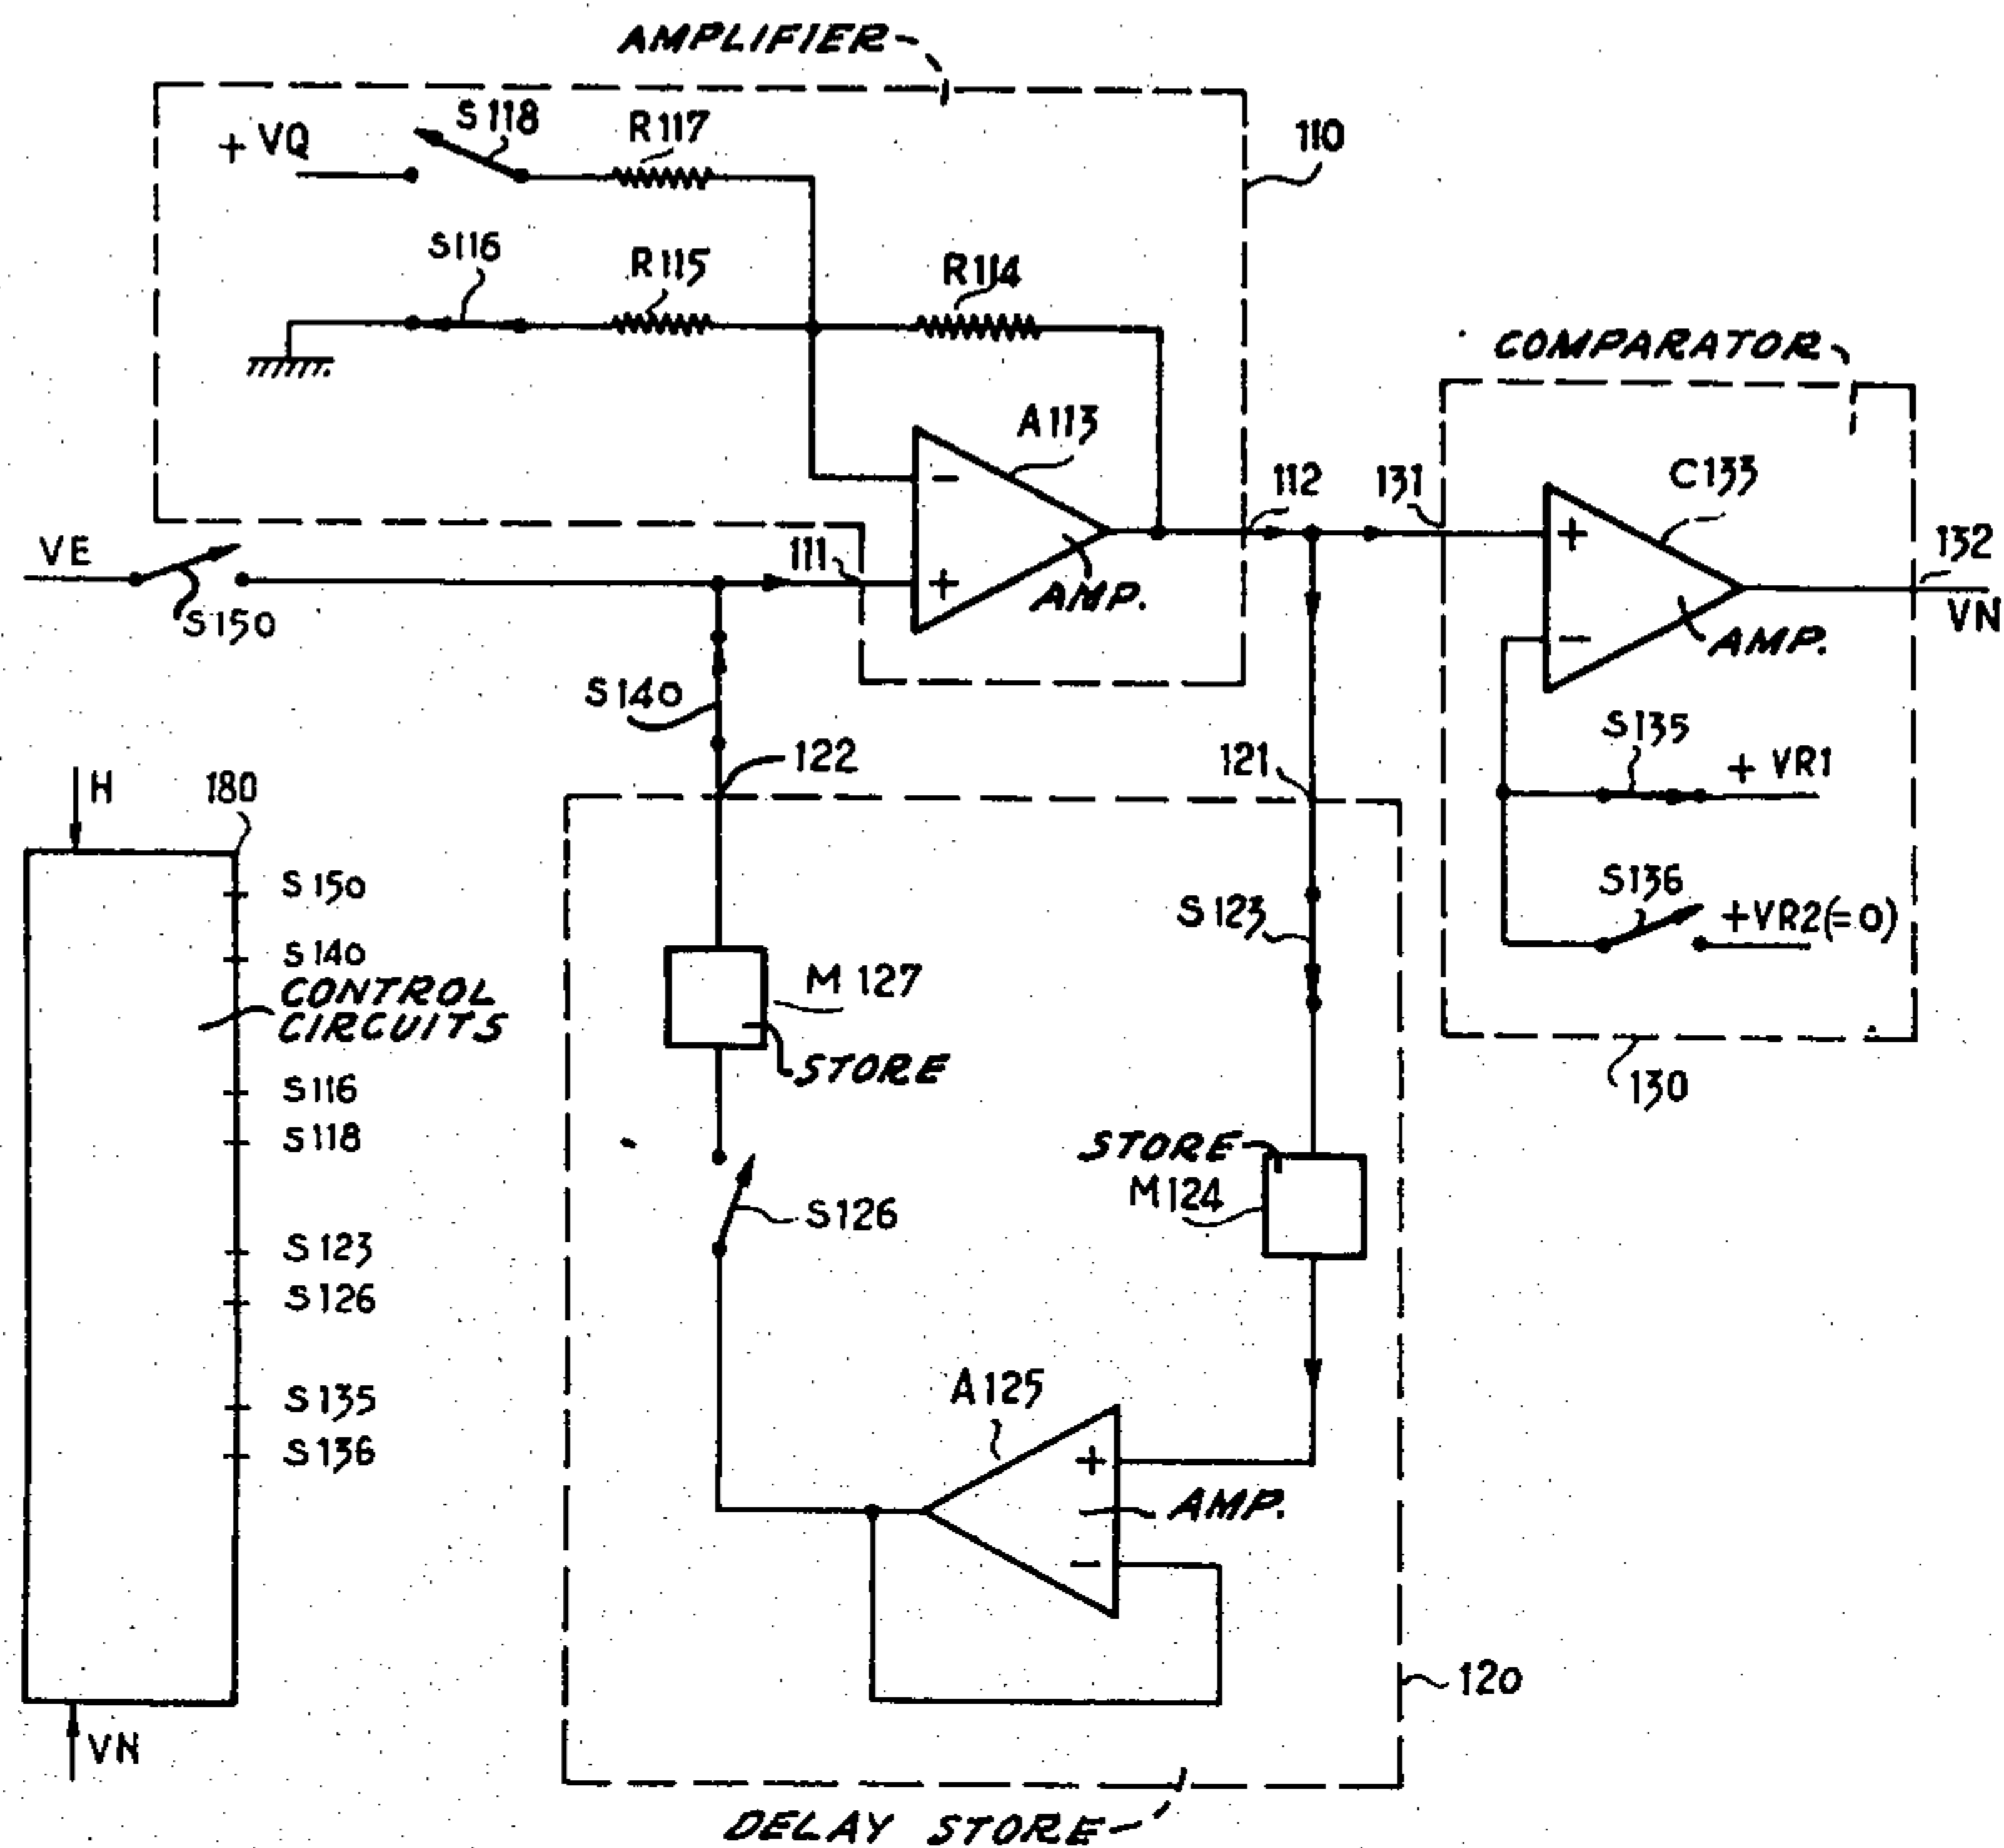 AMPLIFIER
+ VQ
S118
R117
110
S116
R115
R114
COMPARATOR
A113
-
+
AMP.
112
131
C133
+
-
AMP.
132
VN
VE
S150
111
S140
122
121
S135
+ VR1
S136
+VR2(=0)
130
H
180
S150
S140
CONTROL
CIRCUITS
S116
S118
S123
S126
S135
S136
VN
S123
M 127
STORE
STORE
M124
S126
A125
+
AMP.
-
120
DELAY STORE